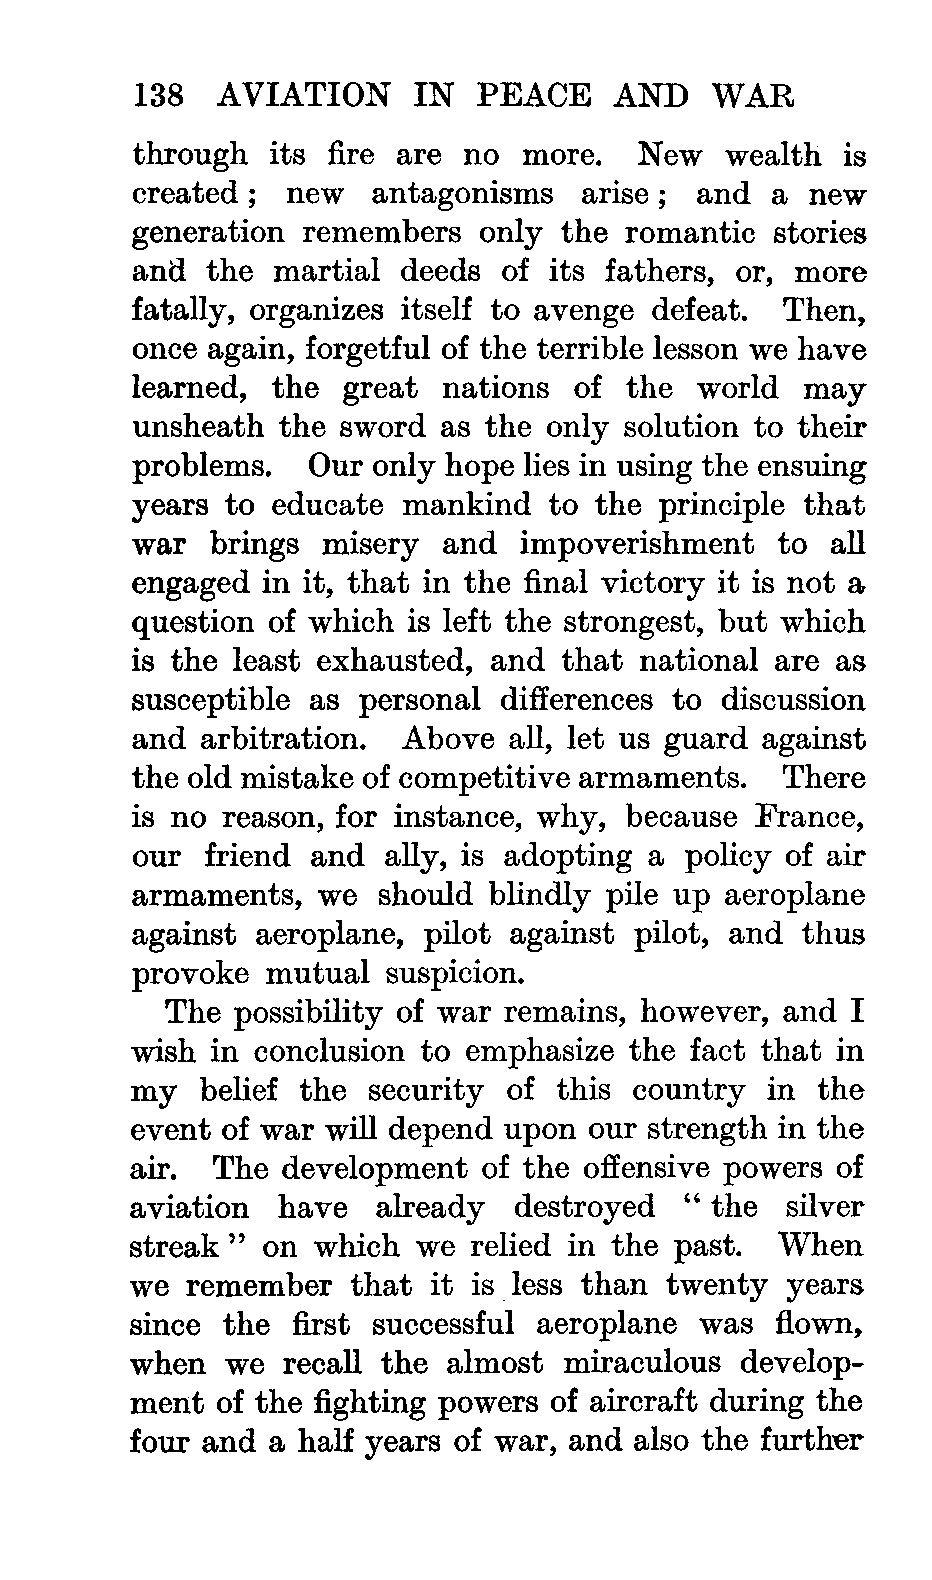 138 AVIATION IN PEACE AND WAR
through its fire are no more. New wealth is
created ; new antagonisms arise ; and a new
generation remembers only the romantic stories
and the martial deeds of its fathers, or, more
fatally, organizes itself to avenge defeat. Then,
once again, forgetful of the terrible lesson we have
learned, the great nations of the world may
unsheath the sword as the only solution to their
problems. Our only hope lies in using the ensuing
years to educate mankind to the principle that
war brings misery and impoverishment to all
engaged in it, that in the final victory it is not a
question of which is left the strongest, but which
is the least exhausted, and that national are as
susceptible as personal differences to discussion
and arbitration. Above all, let us guard against
the old mistake of competitive armaments. There
is no reason, for instance, why, because France,
our friend and ally, is adopting a policy of air
armaments, we should blindly pile up aeroplane
against aeroplane, pilot against pilot, and thus
provoke mutual suspicion.
The possibility of war remains, however, and I
wish in conclusion to emphasize the fact that in
my belief the security of this country in the
event of war will depend upon our strength in the
air. The development of the offensive powers of
aviation have already destroyed “ the silver
streak ” on which we relied in the past. When
we remember that it is less than twenty years
since the first successful aeroplane was flown,
when we recall the almost miraculous develop-
ment of the fighting powers of aircraft during the
four and a half years of war, and also the further